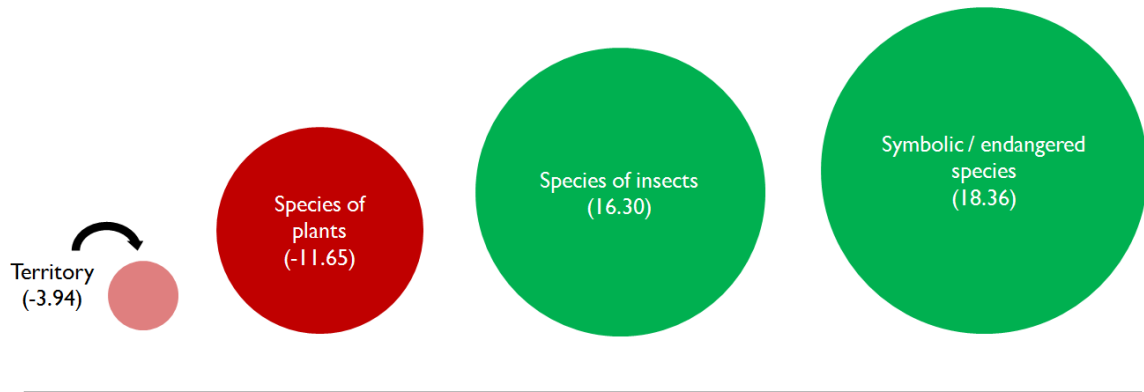 Territory
(-3.94)
Species of
plants
(-11.65)
Species of insects
(16.30)
Symbolic / endangered
species
(18.36)